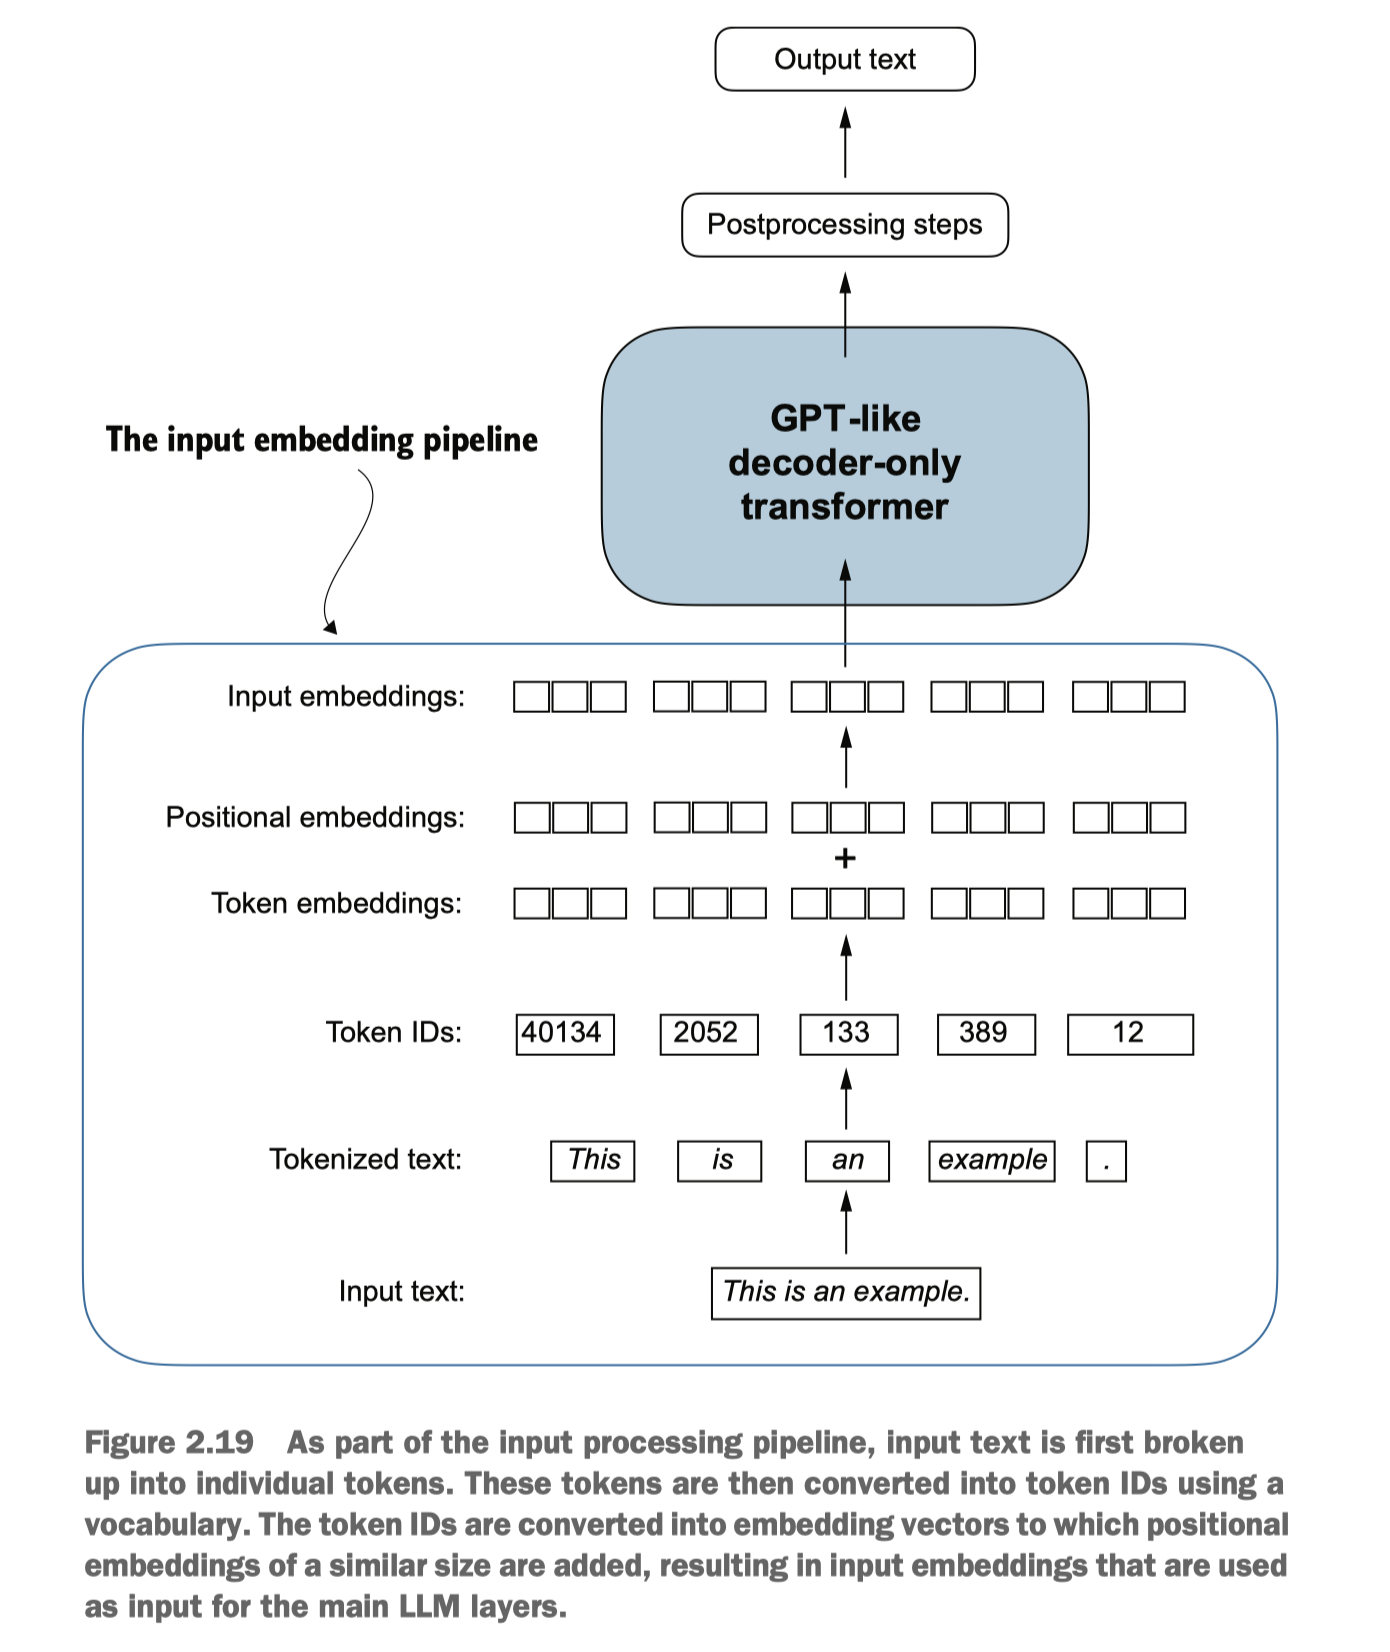 Output text
Postprocessing steps
GPT-like
decoder-only
transformer
The input embedding pipeline
Input embeddings:
Positional embeddings:
+
Token embeddings:
Token IDs: 40134 2052 133 389 12
Tokenized text: This is an example .
Input text: This is an example.
Figure 2.19 As part of the input processing pipeline, input text is first broken
up into individual tokens. These tokens are then converted into token IDs using a
vocabulary. The token IDs are converted into embedding vectors to which positional
embeddings of a similar size are added, resulting in input embeddings that are used
as input for the main LLM layers.